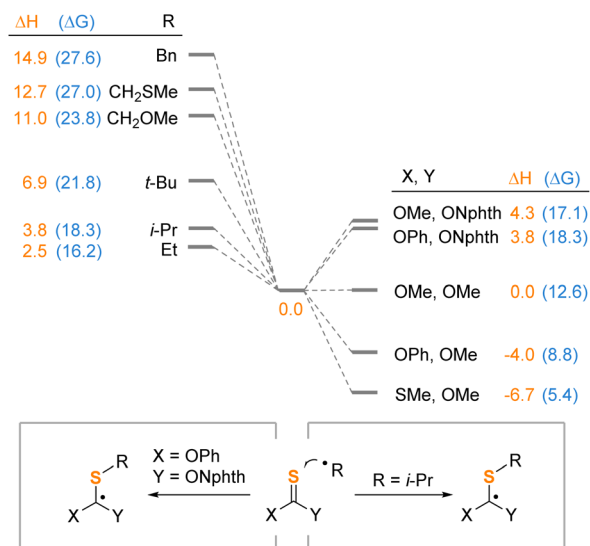 ΔH (ΔG) R
14.9 (27.6) Bn
12.7 (27.0) CH₂SMe
11.0 (23.8) CH₂OMe
6.9 (21.8) t-Bu
3.8 (18.3) i-Pr
2.5 (16.2) Et
0.0
X, Y ΔH (ΔG)
OMe, ONphth 4.3 (17.1)
OPh, ONphth 3.8 (18.3)
OMe, OMe 0.0 (12.6)
OPh, OMe -4.0 (8.8)
SMe, OMe -6.7 (5.4)
S R
X Y
X = OPh
Y = ONphth
S •R
X Y
R = i-Pr
S R
X Y